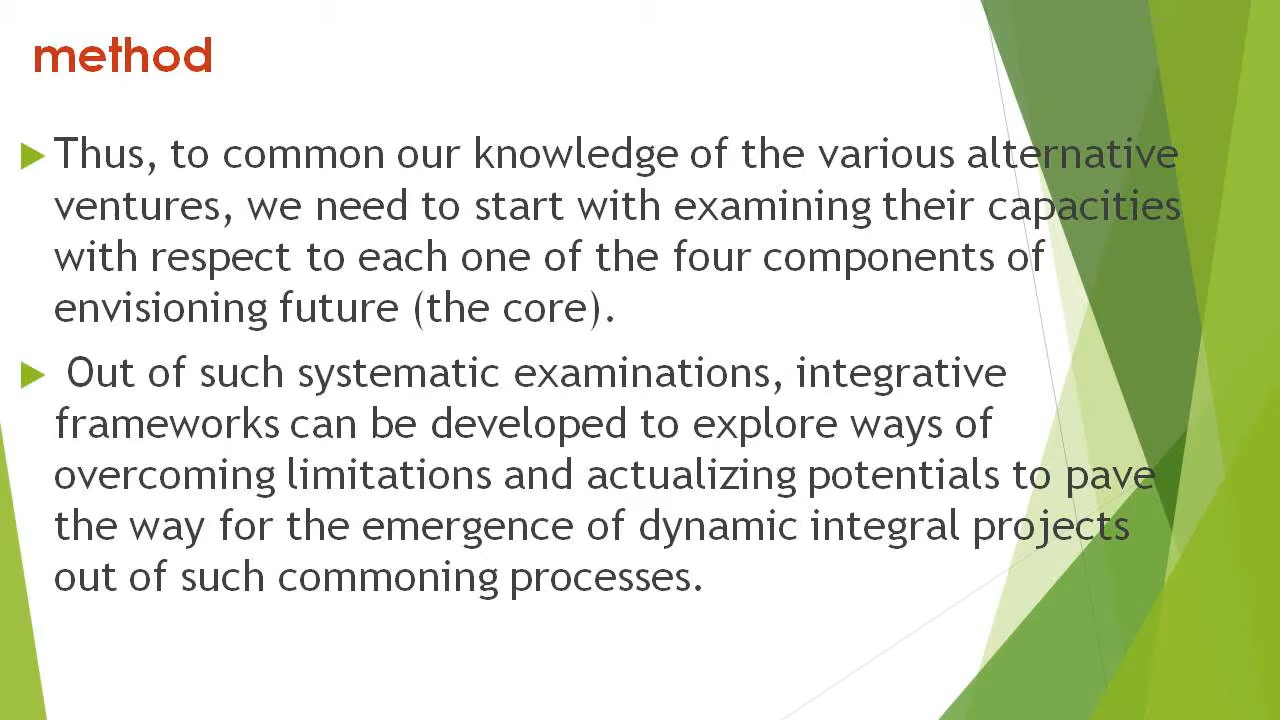 method
Thus, to common our knowledge of the various alternative
ventures, we need to start with examining their capacities
with respect to each one of the four components of
envisioning future (the core).
Out of such systematic examinations, integrative
frameworks can be developed to explore ways of
overcoming limitations and actualizing potentials to pave
the way for the emergence of dynamic integral projects
out of such commoning processes.